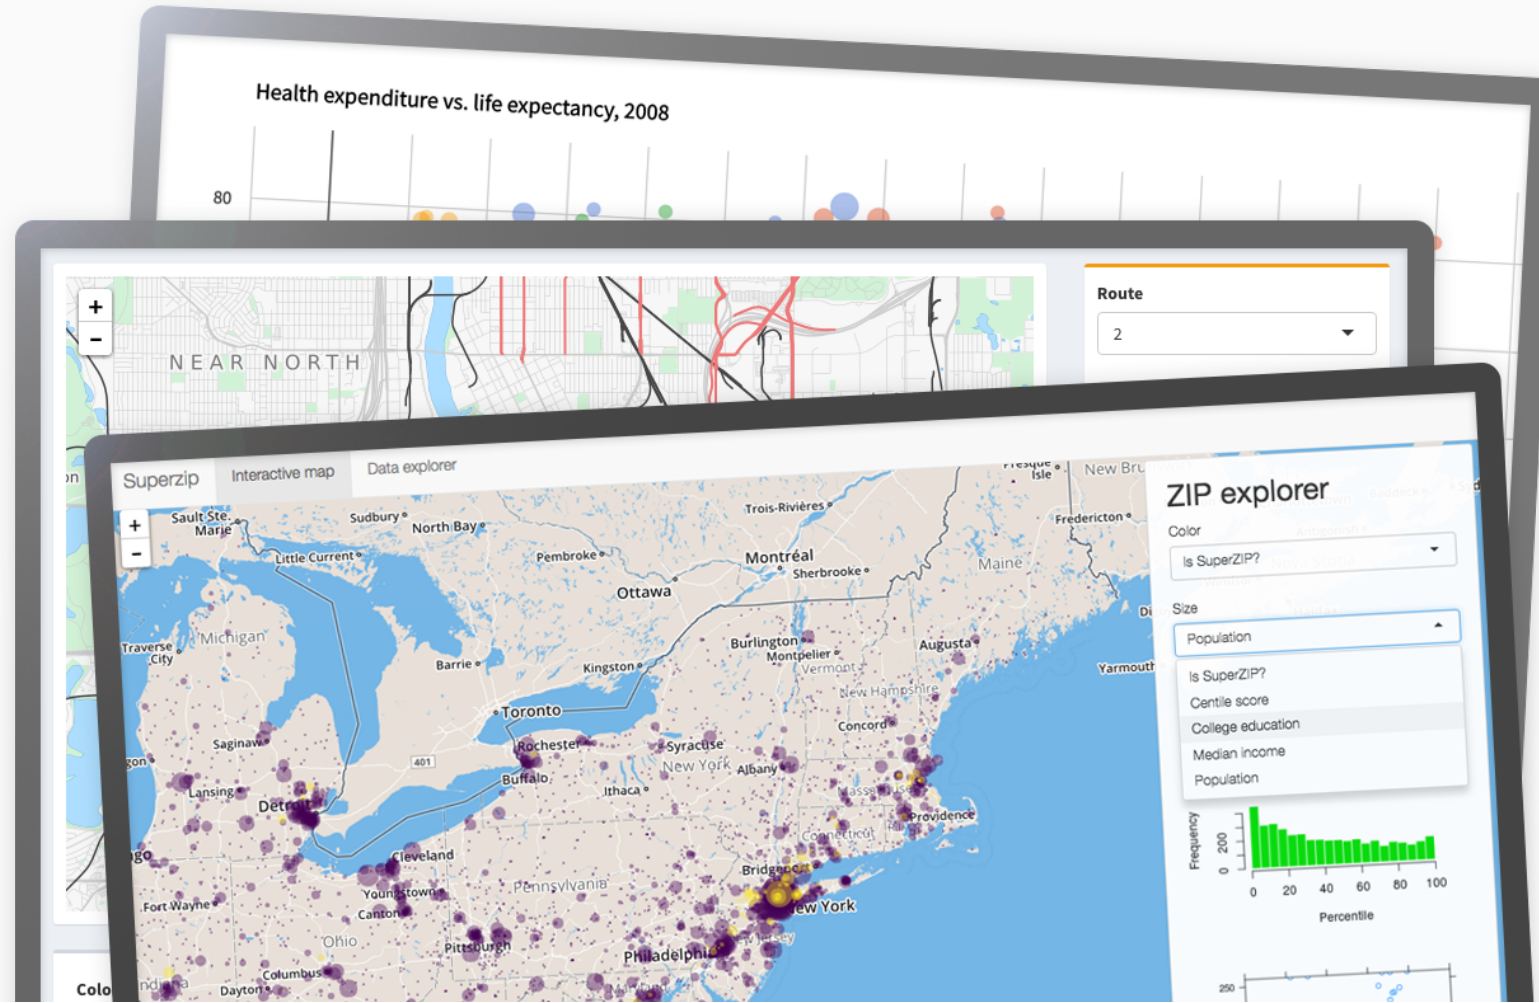 Health expenditure vs. life expectancy, 2008
80
+
-
NEAR NORTH
Route
2
Superzip
Interactive map
Data explorer
+
-
Sault Ste.
Marie
Sudbury
North Bay
Little Current
Pembroke
Trois-Rivières
Montréal
Sherbrooke
Ottawa
Isle
Fredericton
Maine
Michigan
Traverse
City
Barrie
Kingston
Burlington
Montpelier
Vermont
Augusta
Yarmouth
New Hampshire
Toronto
Concord
Saginaw
Rochester
Syracuse
New York
Albany
401
Buffalo
Ithaca
Lansing
Detroit
Providence
Connecticut
Cleveland
Bridgeport
Youngstown
Pennsylvania
Fort Wayne
Canton
New York
Ohio
Pittsburgh
Philadelphia
Columbus
Dayton
Maryland
Colo
ZIP explorer
Color
Is SuperZIP?
Size
Population
Is SuperZIP?
Centile score
College education
Median income
Population
Frequency
200
0
0 20 40 60 80 100
Percentile
250